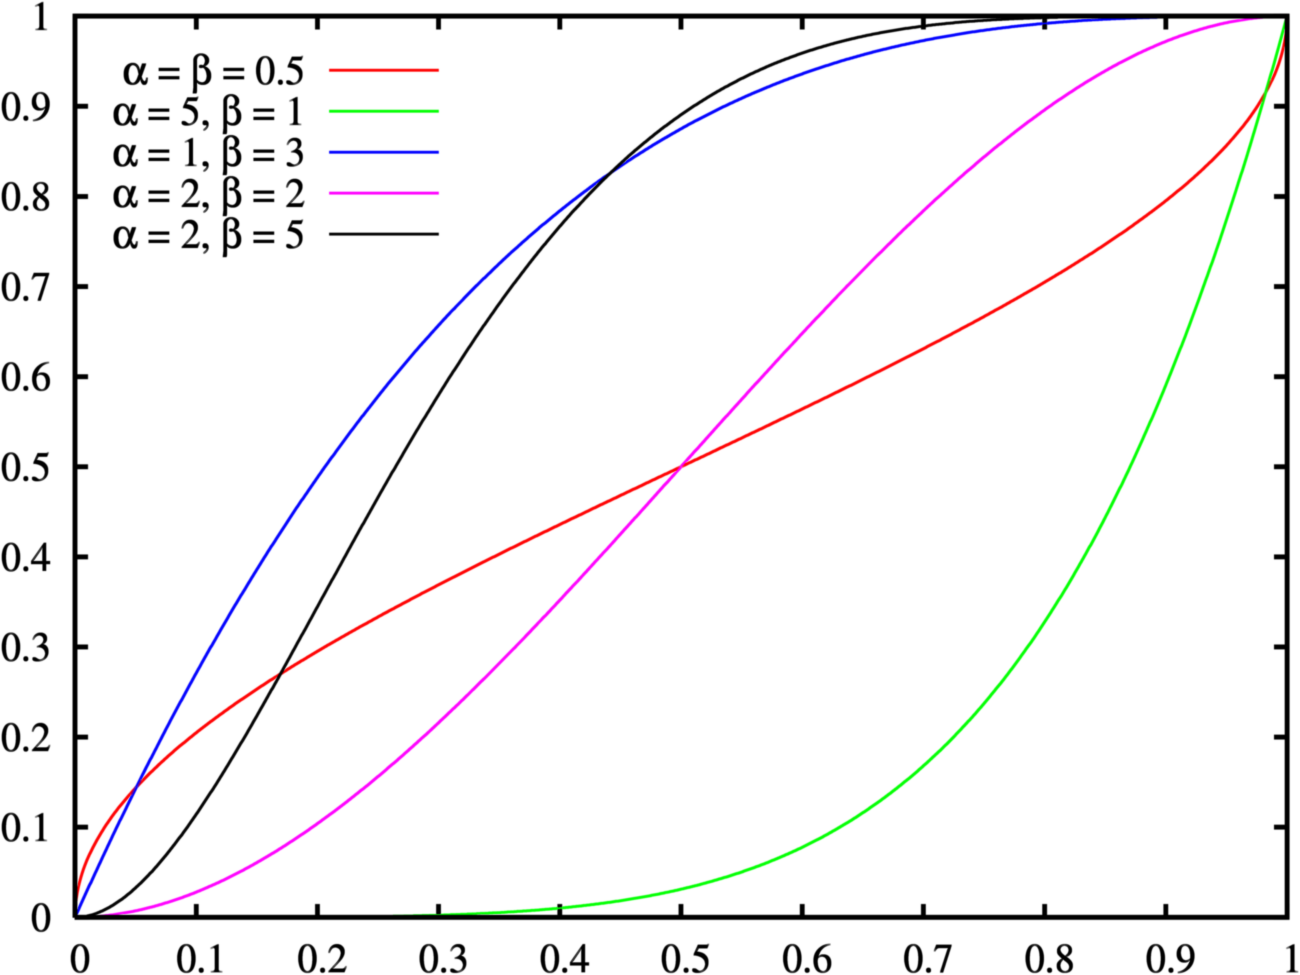 1
α = β = 0.5
0.9
α = 5, β = 1
α = 1, β = 3
0.8
α = 2, β = 2
α = 2, β = 5
0.7
0.6
0.5
0.4
0.3
0.2
0.1
0
0 0.1 0.2 0.3 0.4 0.5 0.6 0.7 0.8 0.9 1